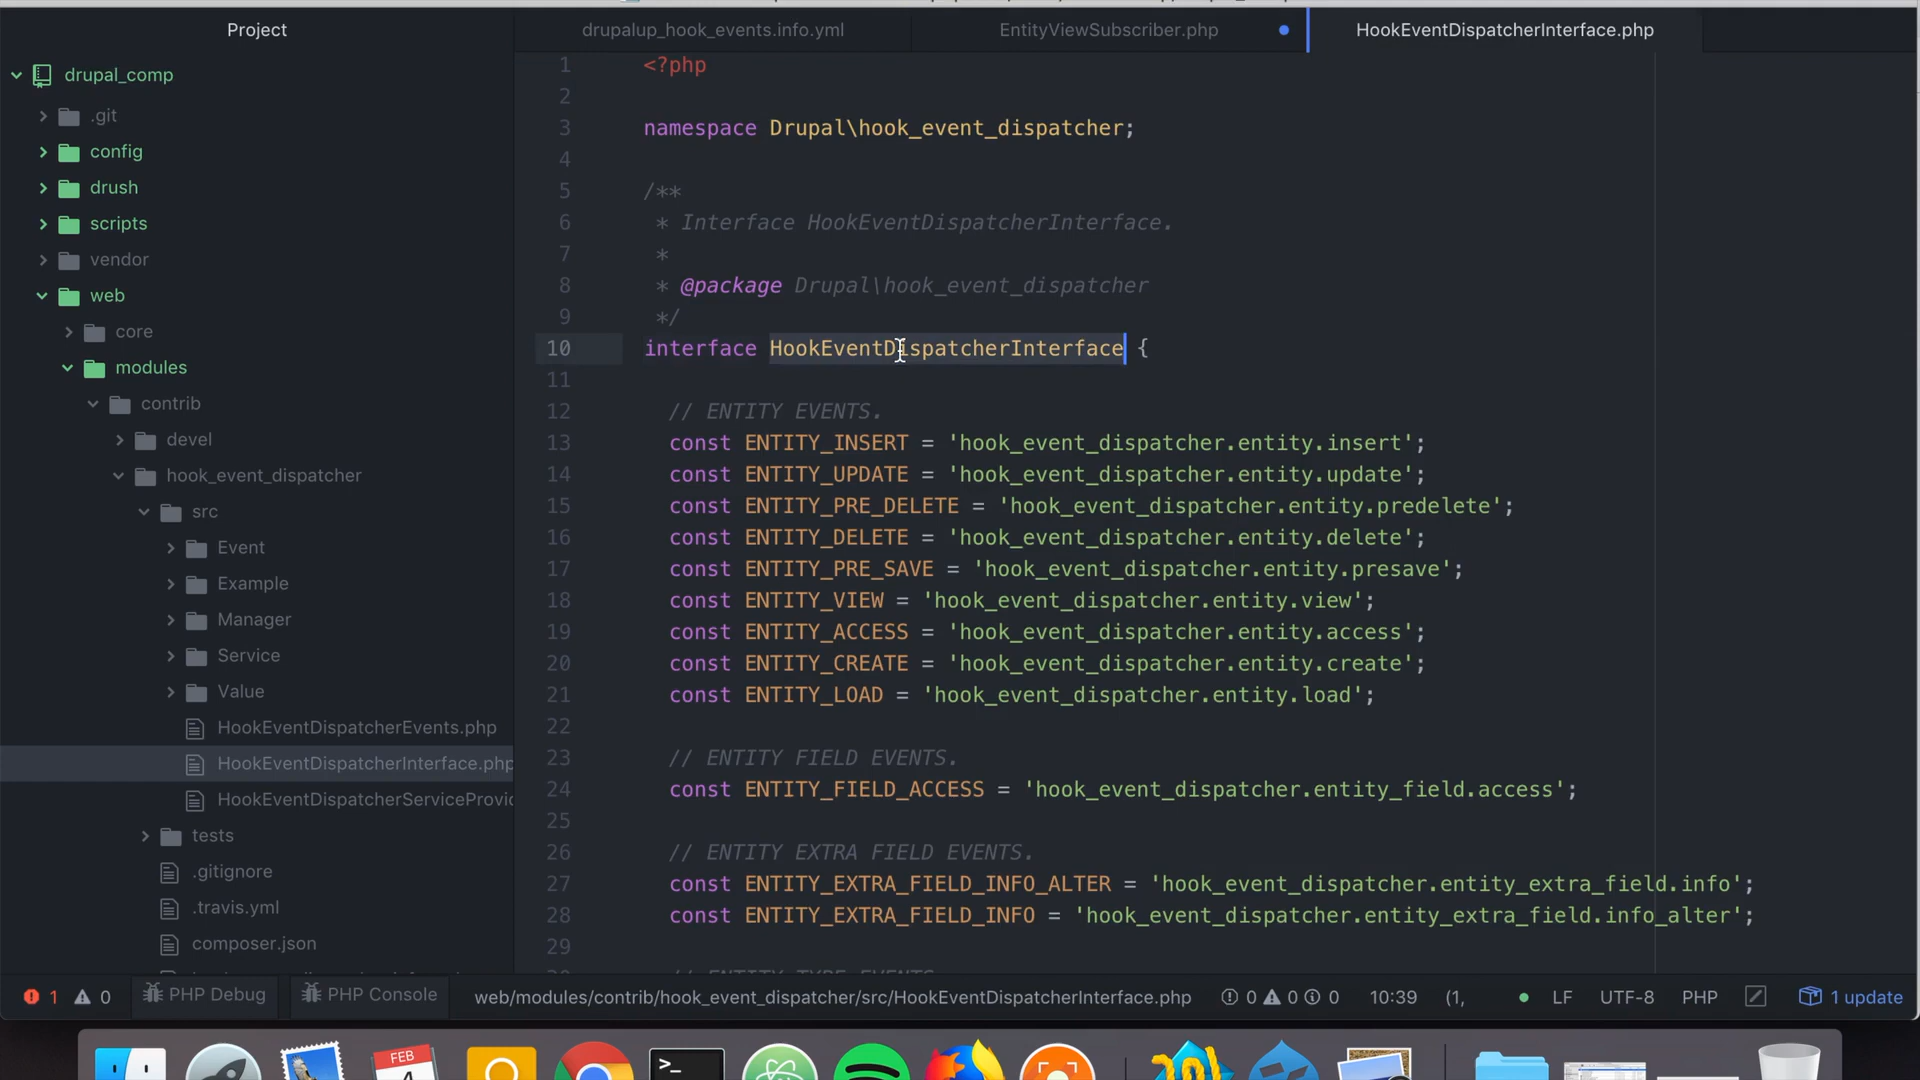 Project
drupal_comp
.git
config
drush
scripts
vendor
web
core
modules
contrib
devel
hook_event_dispatcher
src
Event
Example
Manager
Service
Value
HookEventDispatcherEvents.php
HookEventDispatcherInterface.php
HookEventDispatcherServiceProvic
tests
.gitignore
.travis.yml
composer.json
drupalup_hook_events.info.yml
EntityViewSubscriber.php
HookEventDispatcherInterface.php
1 <?php
2
3 namespace Drupal\hook_event_dispatcher;
4
5 /**
6 * Interface HookEventDispatcherInterface.
7 *
8 * @package Drupal\hook_event_dispatcher
9 */
10 interface HookEventDispatcherInterface {
11
12 // ENTITY EVENTS.
13 const ENTITY_INSERT = 'hook_event_dispatcher.entity.insert';
14 const ENTITY_UPDATE = 'hook_event_dispatcher.entity.update';
15 const ENTITY_PRE_DELETE = 'hook_event_dispatcher.entity.predelete';
16 const ENTITY_DELETE = 'hook_event_dispatcher.entity.delete';
17 const ENTITY_PRE_SAVE = 'hook_event_dispatcher.entity.presave';
18 const ENTITY_VIEW = 'hook_event_dispatcher.entity.view';
19 const ENTITY_ACCESS = 'hook_event_dispatcher.entity.access';
20 const ENTITY_CREATE = 'hook_event_dispatcher.entity.create';
21 const ENTITY_LOAD = 'hook_event_dispatcher.entity.load';
22
23 // ENTITY FIELD EVENTS.
24 const ENTITY_FIELD_ACCESS = 'hook_event_dispatcher.entity_field.access';
25
26 // ENTITY EXTRA FIELD EVENTS.
27 const ENTITY_EXTRA_FIELD_INFO_ALTER = 'hook_event_dispatcher.entity_extra_field.info';
28 const ENTITY_EXTRA_FIELD_INFO = 'hook_event_dispatcher.entity_extra_field.info_alter';
29
// ENTITY TYPE EVENTS
1 0 PHP Debug PHP Console web/modules/contrib/hook_event_dispatcher/src/HookEventDispatcherInterface.php 0 0 0 10:39 (1, LF UTF-8 PHP 1 update
FEB
4
>_